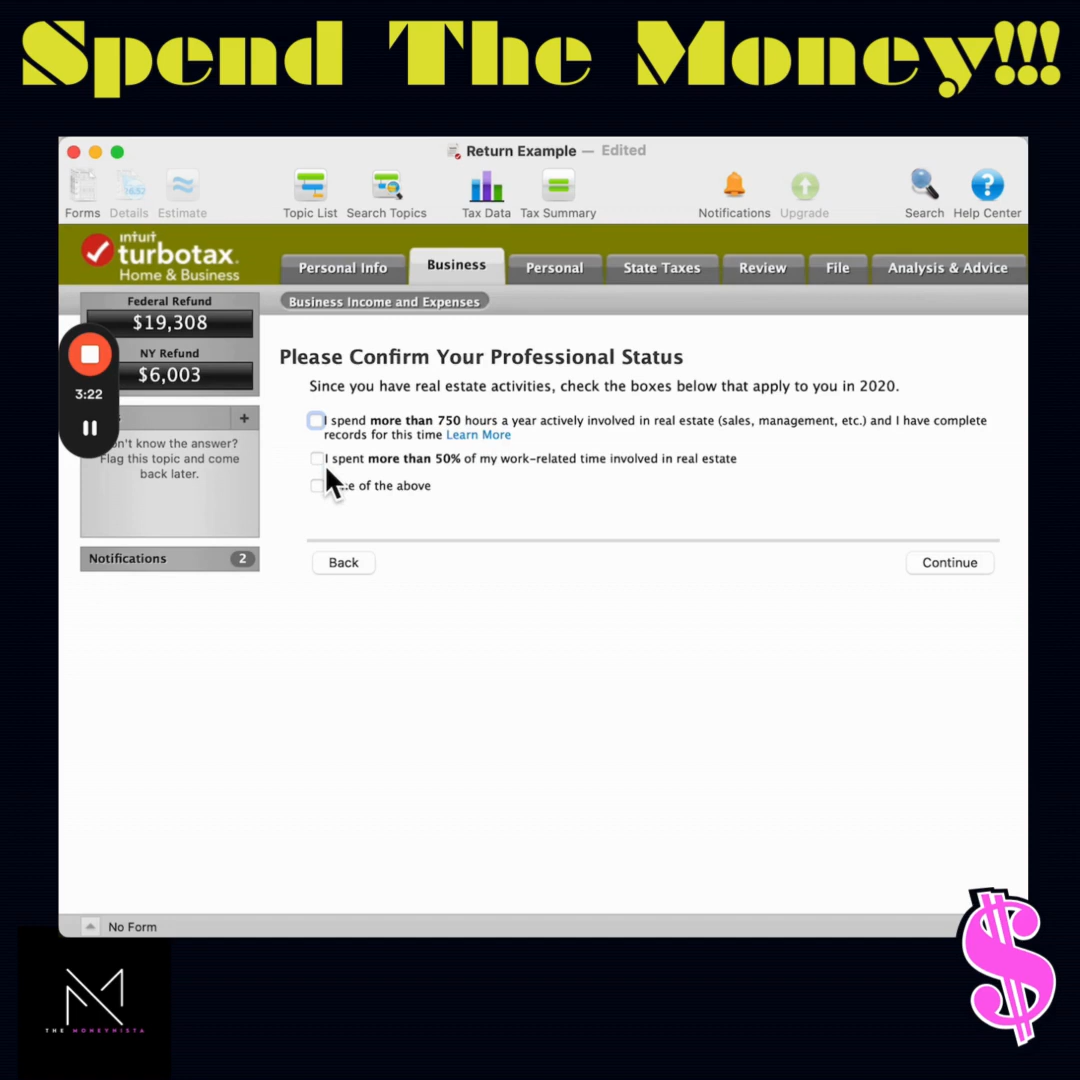 Spend The Money!!!
Return Example — Edited
Forms Details Estimate Topic List Search Topics Tax Data Tax Summary Notifications Upgrade Search Help Center
intuit
turbotax
Home & Business
Personal Info Business Personal State Taxes Review File Analysis & Advice
Business Income and Expenses
Federal Refund
$19,308
NY Refund
$6,003
3:22
+
n't know the answer?
Flag this topic and come
back later.
Notifications 2
Please Confirm Your Professional Status
Since you have real estate activities, check the boxes below that apply to you in 2020.
I spend more than 750 hours a year actively involved in real estate (sales, management, etc.) and I have complete
records for this time Learn More
I spent more than 50% of my work-related time involved in real estate
of the above
Back Continue
No Form
$
THE MONEYNISTA